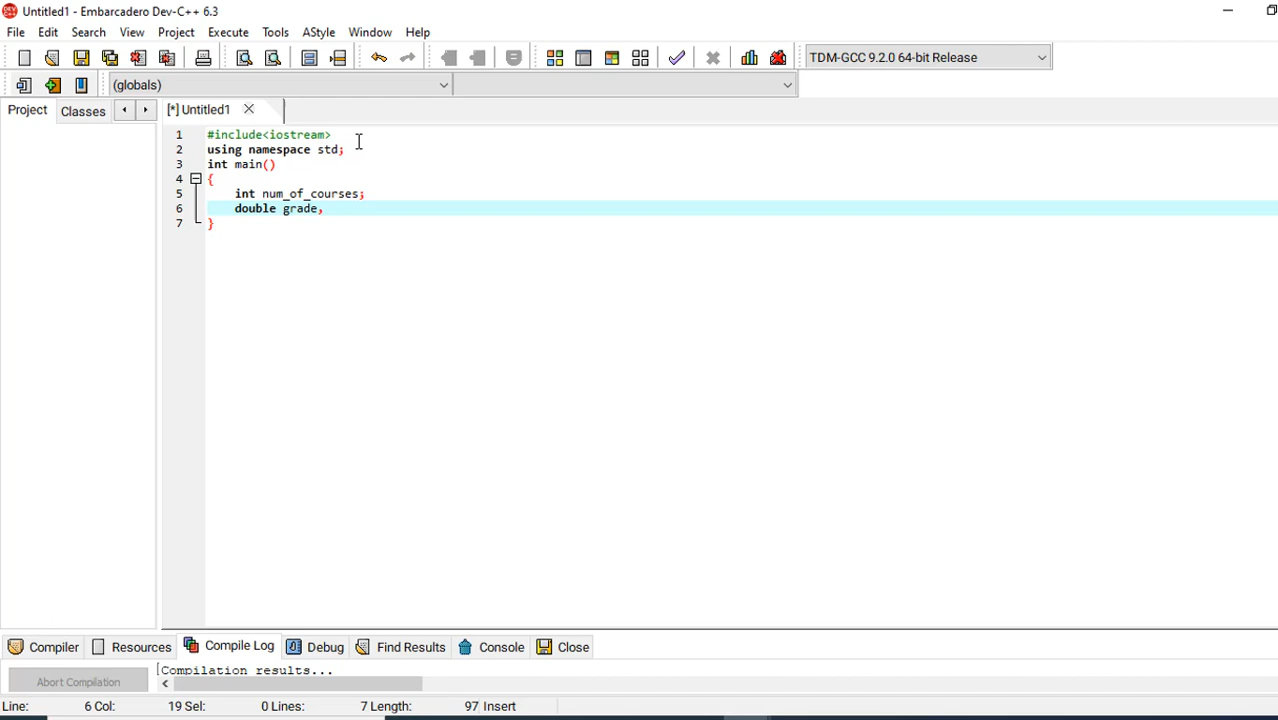 Untitled1 - Embarcadero Dev-C++ 6.3
File Edit Search View Project Execute Tools AStyle Window Help
TDM-GCC 9.2.0 64-bit Release
(globals)
Project Classes [*] Untitled1
1 #include<iostream>
2 using namespace std;
3 int main()
4 {
5 int num_of_courses;
6 double grade,
7 }
Compiler Resources Compile Log Debug Find Results Console Close
Compilation results...
Abort Compilation
Line: 6 Col: 19 Sel: 0 Lines: 7 Length: 97 Insert